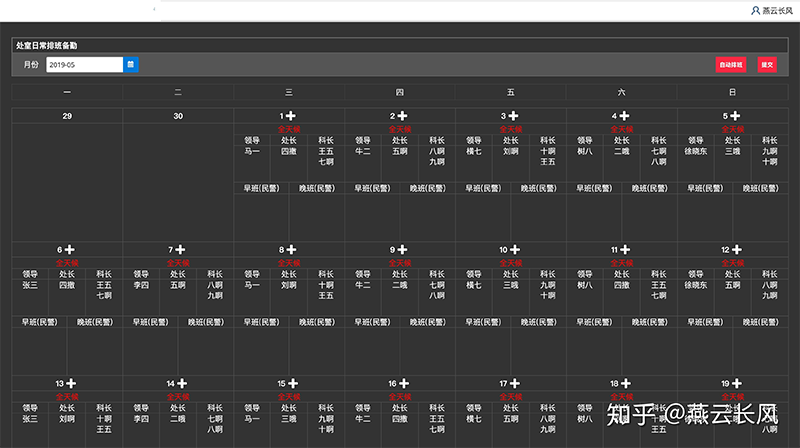 燕云长风
处室日常排班备勤
月份 2019-05 自动排班 提交
一 二 三 四 五 六 日
29 30 1 2 3 4 5
全天候 全天候 全天候 全天候 全天候
领导 处长 科长 领导 处长 科长 领导 处长 科长 领导 处长 科长 领导 处长 科长
马一 四撒 王五 牛二 五啊 八啊 横七 刘啊 十啊 树八 二哦 七啊 徐晓东 三哦 九啊
七啊 九啊 王五 八啊 十啊
早班(民警) 晚班(民警) 早班(民警) 晚班(民警) 早班(民警) 晚班(民警) 早班(民警) 晚班(民警) 早班(民警) 晚班(民警)
6 7 8 9 10 11 12
全天候 全天候 全天候 全天候 全天候 全天候 全天候
领导 处长 科长 领导 处长 科长 领导 处长 科长 领导 处长 科长 领导 处长 科长 领导 处长 科长 领导 处长 科长
张三 四撒 王五 李四 五啊 八啊 马一 刘啊 十啊 牛二 二哦 七啊 横七 三哦 九啊 树八 四撒 王五 徐晓东 五啊 八啊
七啊 九啊 王五 八啊 十啊 七啊 九啊
早班(民警) 晚班(民警) 早班(民警) 晚班(民警) 早班(民警) 晚班(民警) 早班(民警) 晚班(民警) 早班(民警) 晚班(民警) 早班(民警) 晚班(民警) 早班(民警) 晚班(民警)
13 14 15 16 17 18 19
全天候 全天候 全天候 全天候 全天候 全天候 全天候
领导 处长 科长 领导 处长 科长 领导 处长 科长 领导 处长 科长 领导 处长 科长 领导 处长 科长 领导 处长 科长
张三 刘啊 十啊 李四 二哦 七啊 马一 三哦 九啊 牛二 四撒 王五 横七 五啊 八啊 树八
王五 八啊 十啊 七啊 九啊 王五 八啊
知乎 @燕云长风